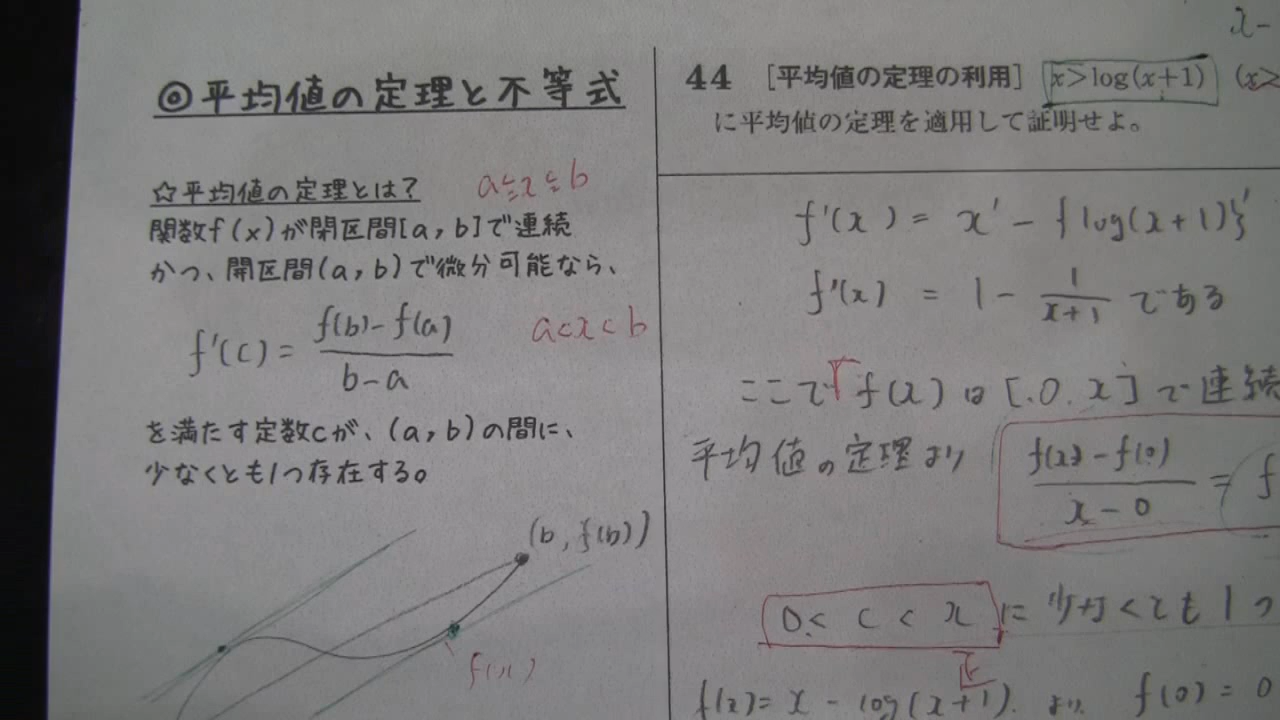 ◎平均値の定理と不等式
☆平均値の定理とは?
a≦x≦b
関数f(x)が閉区間[a,b]で連続
かつ、開区間(a,b)で微分可能なら、
f'(c)=\frac{f(b)-f(a)}{b-a}
a<x<b
を満たす定数cが、(a,b)の間に、
少なくとも1つ存在する。
(b,f(b))
f(x)
x-
44 [平均値の定理の利用] x>log(x+1) (x>
に平均値の定理を適用して証明せよ。
f'(x)=x'-{log(x+1)}'
f'(x)=1-\frac{1}{x+1}である
ここでf(x)は[0.x]で連続
平均値の定理より \frac{f(x)-f(0)}{x-0}=f
0<c<xに少なくとも1つ
正
f(x)=x-log(x+1).より、f(0)=0